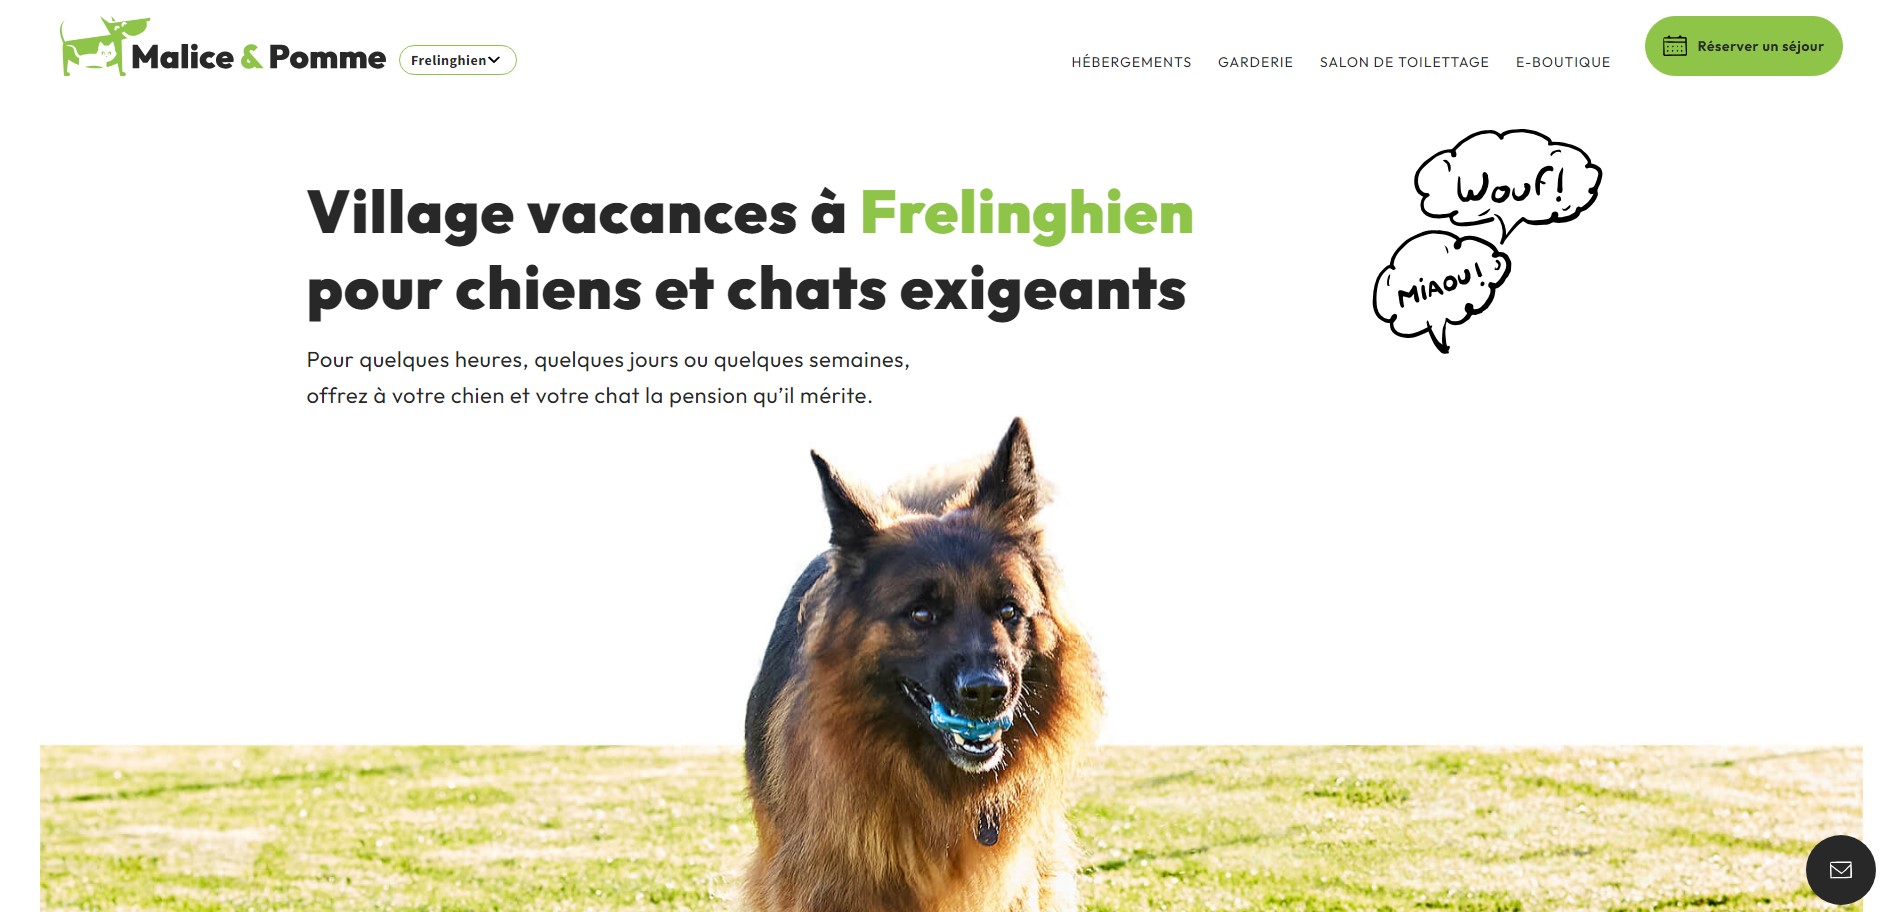 Malice & Pomme
Frelinghien
HÉBERGEMENTS
GARDERIE
SALON DE TOILETTAGE
E-BOUTIQUE
Réserver un séjour
Village vacances à Frelinghien
pour chiens et chats exigeants
Pour quelques heures, quelques jours ou quelques semaines,
offrez à votre chien et votre chat la pension qu’il mérite.
Wouf!
MiAOU!